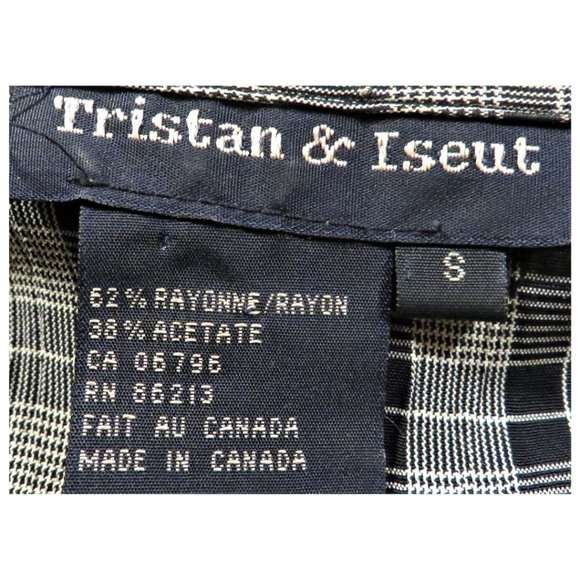 Tristan & Iseut
S
62% RAYONNE/RAYON
38% ACETATE
CA 06796
RN 86213
FAIT AU CANADA
MADE IN CANADA